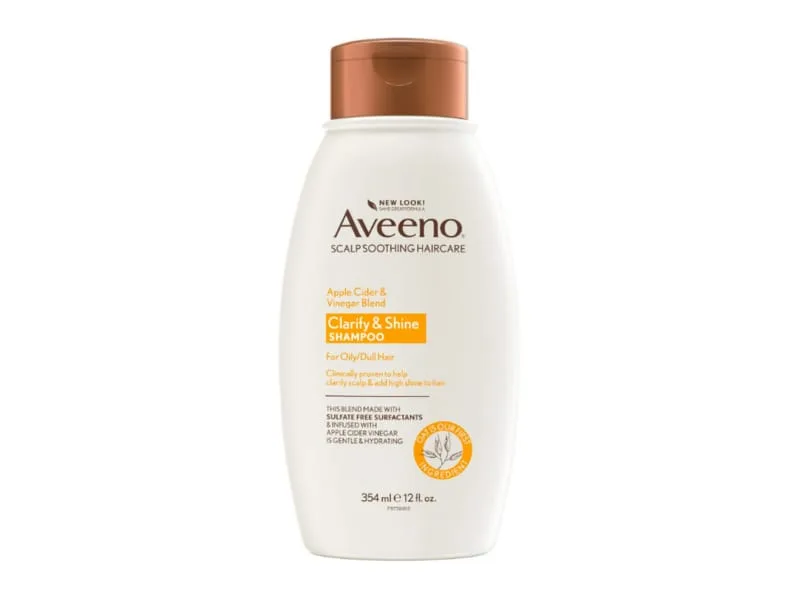 NEW LOOK!
Aveeno®
SCALP SOOTHING HAIRCARE
Apple Cider &
Vinegar Blend
Clarify & Shine
SHAMPOO
For Oily/Dull Hair
Clinically proven to help
clarify scalp & add high shine to hair
THIS BLEND MADE WITH
SULFATE FREE SURFACTANTS
& INFUSED WITH
APPLE CIDER VINEGAR
IS GENTLE & HYDRATING
OAT IS OUR FIRST
INGREDIENT
354 ml ℮ 12 fl. oz.